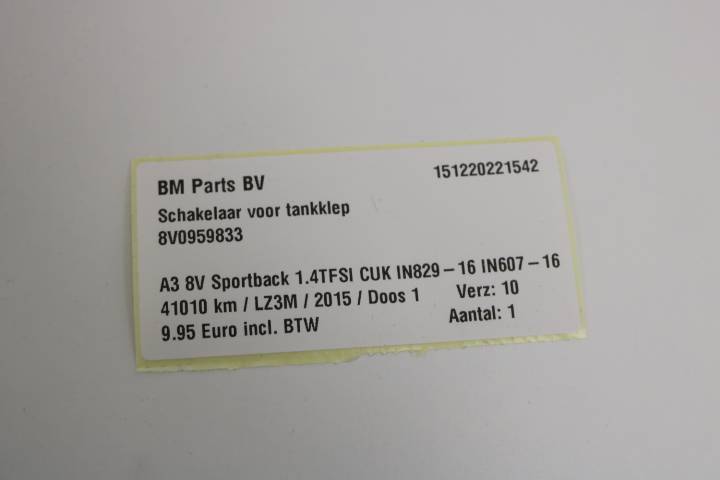 BM Parts BV 151220221542
Schakelaar voor tankklep
8V0959833
A3 8V Sportback 1.4TFSI CUK IN829-16 IN607-16
41010 km / LZ3M / 2015 / Doos 1 Verz: 10
9.95 Euro incl. BTW Aantal: 1